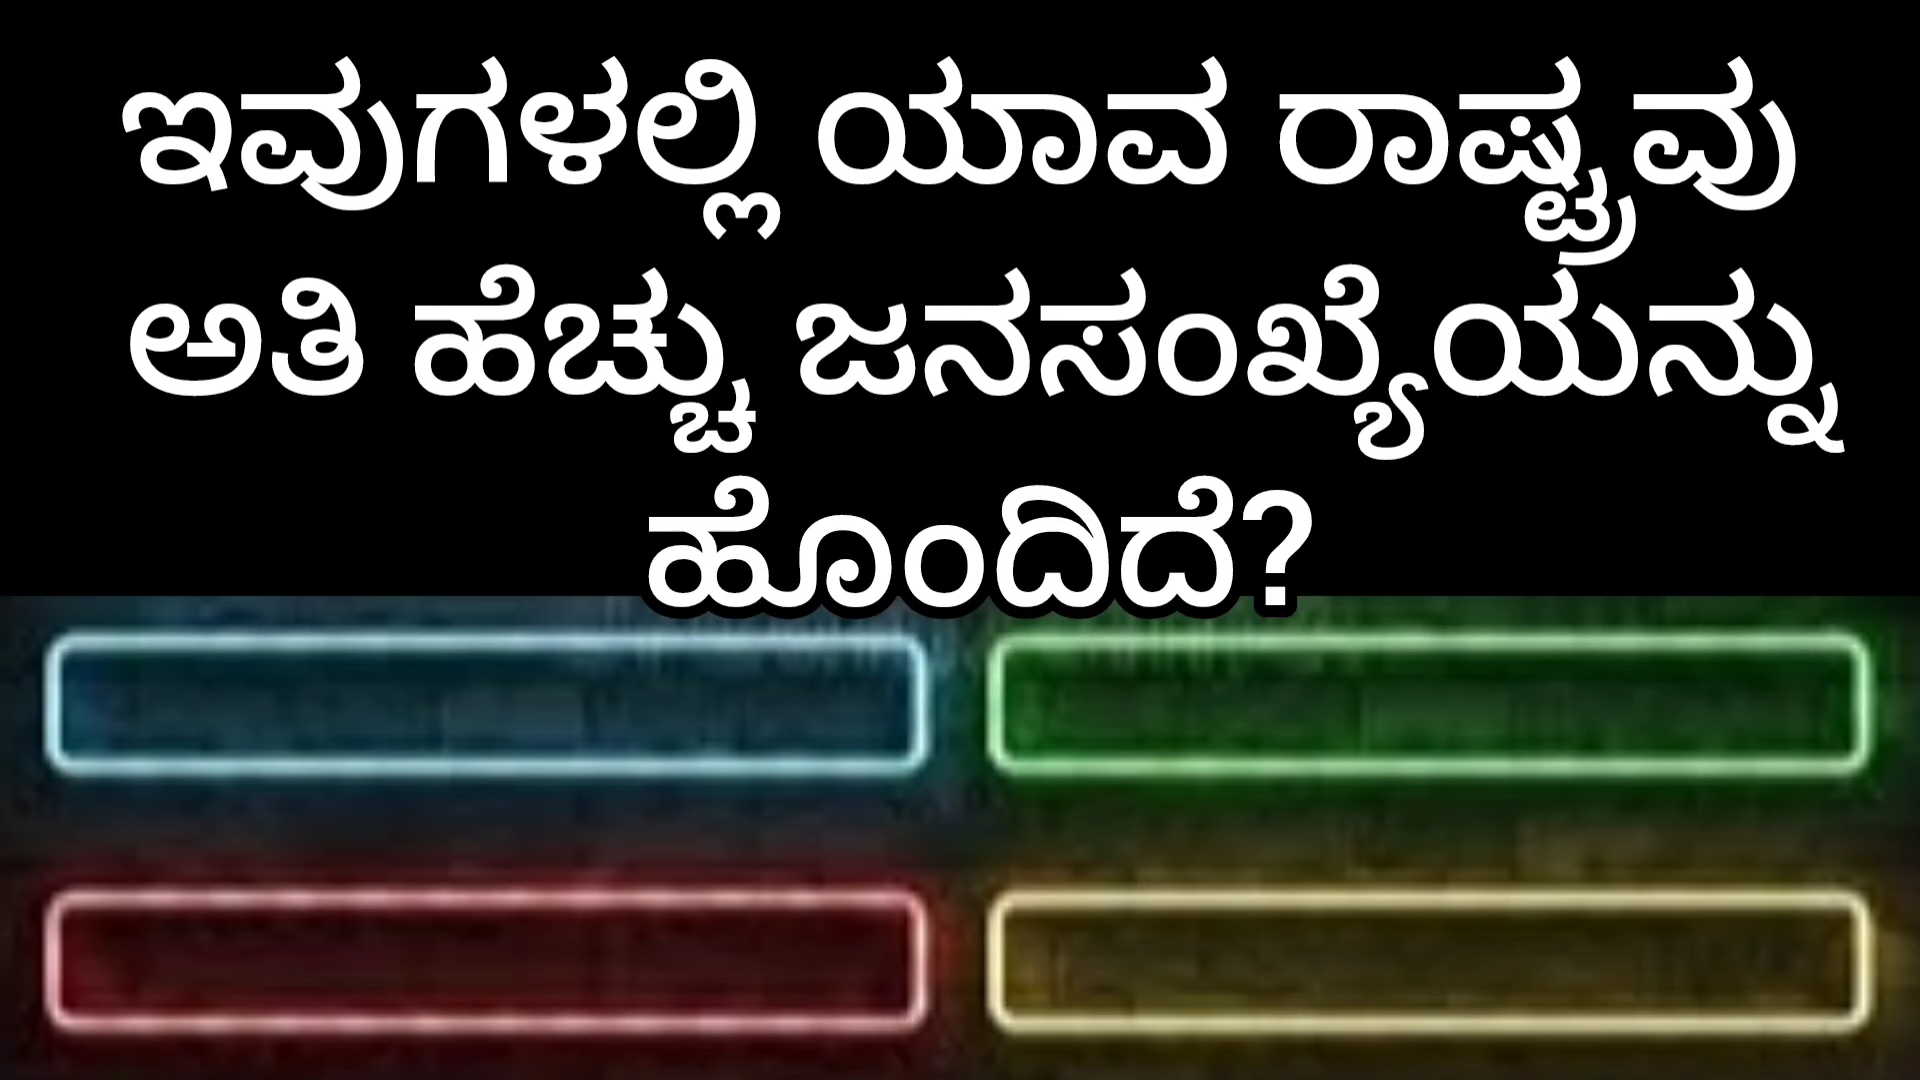 ಇವುಗಳಲ್ಲಿ ಯಾವ ರಾಷ್ಟ್ರವು
ಅತಿ ಹೆಚ್ಚು ಜನಸಂಖ್ಯೆಯನ್ನು
ಹೊಂದಿದೆ?